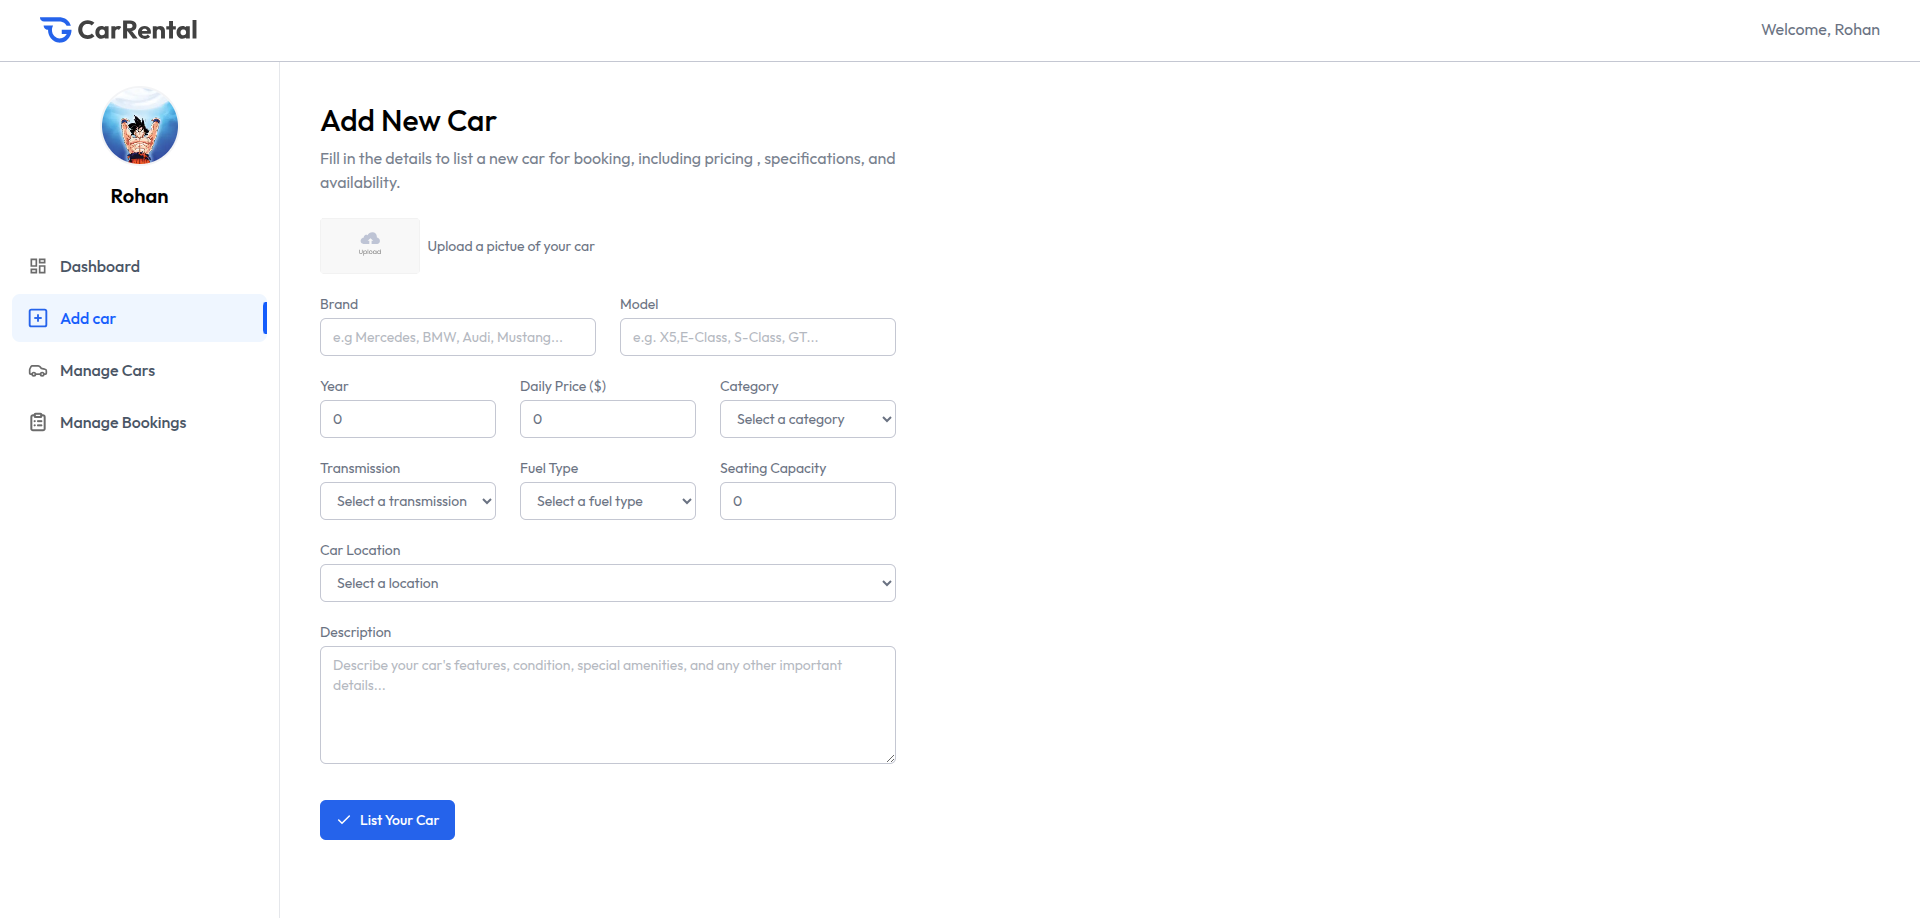 CarRental
Welcome, Rohan
Rohan
Dashboard
Add car
Manage Cars
Manage Bookings
Add New Car
Fill in the details to list a new car for booking, including pricing , specifications, and
availability.
Upload
Upload a pictue of your car
Brand
Model
e.g Mercedes, BMW, Audi, Mustang...
e.g. X5,E-Class, S-Class, GT...
Year
Daily Price ($)
Category
0
0
Select a category
Transmission
Fuel Type
Seating Capacity
Select a transmission
Select a fuel type
0
Car Location
Select a location
Description
Describe your car's features, condition, special amenities, and any other important
details...
List Your Car